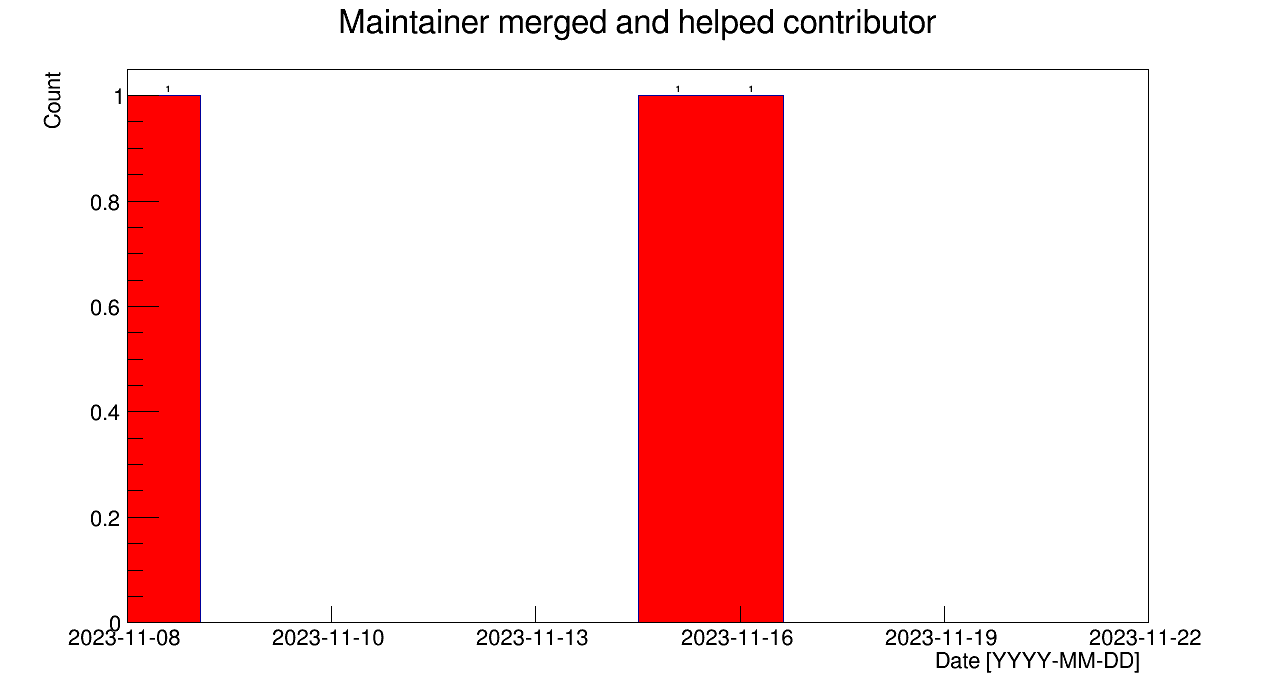 Maintainer merged and helped contributor
Count
1 1 1
1
0.8
0.6
0.4
0.2
0
2023-11-08 2023-11-10 2023-11-13 2023-11-16 2023-11-19 2023-11-22
Date [YYYY-MM-DD]